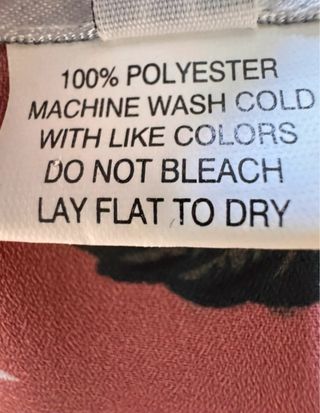 100% POLYESTER
MACHINE WASH COLD
WITH LIKE COLORS
DO NOT BLEACH
LAY FLAT TO DRY